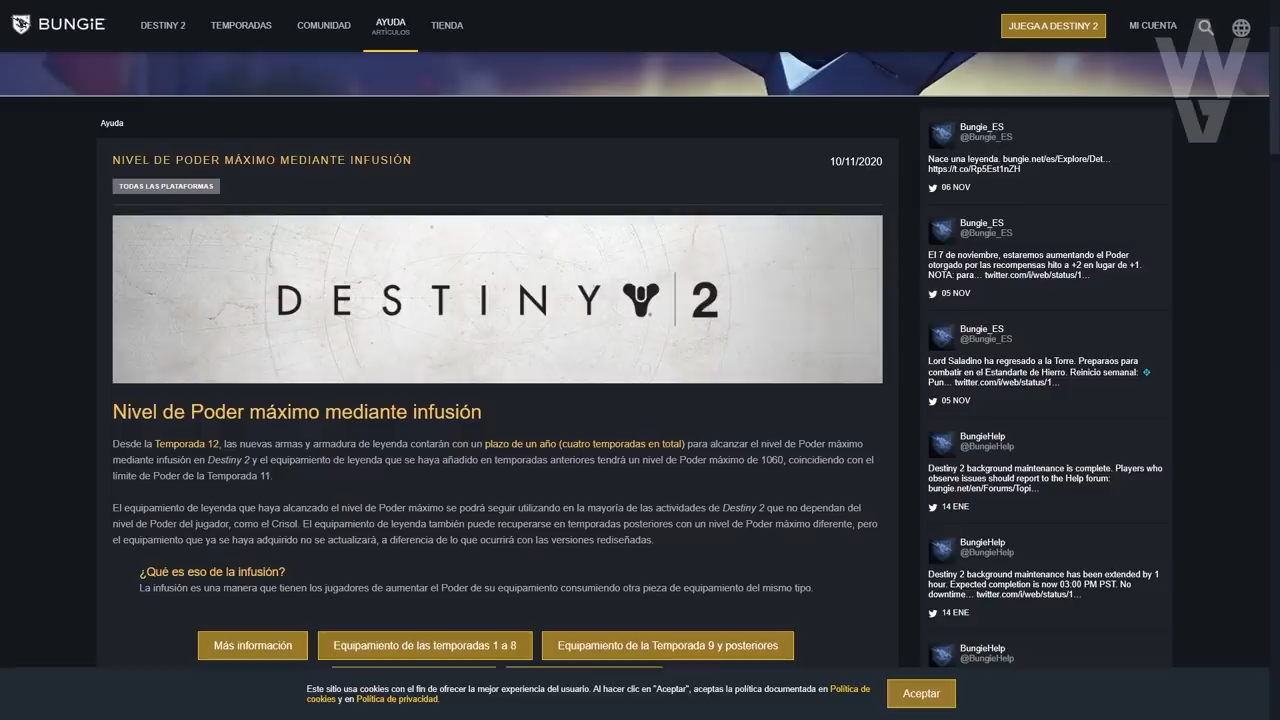 BUNGiE
DESTINY 2
TEMPORADAS
COMUNIDAD
AYUDA
ARTÍCULOS
TIENDA
JUEGA A DESTINY 2
MI CUENTA
WG
Ayuda
NIVEL DE PODER MÁXIMO MEDIANTE INFUSIÓN
10/11/2020
TODAS LAS PLATAFORMAS
DESTINY 2
Nivel de Poder máximo mediante infusión
Desde la Temporada 12, las nuevas armas y armadura de leyenda contarán con un plazo de un año (cuatro temporadas en total) para alcanzar el nivel de Poder máximo
mediante infusión en Destiny 2 y el equipamiento de leyenda que se haya añadido en temporadas anteriores tendrá un nivel de Poder máximo de 1060, coincidiendo con el
límite de Poder de la Temporada 11.
El equipamiento de leyenda que haya alcanzado el nivel de Poder máximo se podrá seguir utilizando en la mayoría de las actividades de Destiny 2 que no dependan del
nivel de Poder del jugador, como el Crisol. El equipamiento de leyenda también puede recuperarse en temporadas posteriores con un nivel de Poder máximo diferente, pero
el equipamiento que ya se haya adquirido no se actualizará, a diferencia de lo que ocurrirá con las versiones rediseñadas.
¿Qué es eso de la infusión?
La infusión es una manera que tienen los jugadores de aumentar el Poder de su equipamiento consumiendo otra pieza de equipamiento del mismo tipo.
Más información
Equipamiento de las temporadas 1 a 8
Equipamiento de la Temporada 9 y posteriores
Bungie_ES
@Bungie_ES
Nace una leyenda. bungie.net/es/Explore/Det...
https://t.co/Rp5Est1nZH
06 NOV
Bungie_ES
@Bungie_ES
El 7 de noviembre, estaremos aumentando el Poder
otorgado por las recompensas hito a +2 en lugar de +1.
NOTA: para... twitter.com/i/web/status/1...
05 NOV
Bungie_ES
@Bungie_ES
Lord Saladino ha regresado a la Torre. Preparaos para
combatir en el Estandarte de Hierro. Reinicio semanal:
Pun... twitter.com/i/web/status/1...
05 NOV
BungieHelp
@BungieHelp
Destiny 2 background maintenance is complete. Players who
observe issues should report to the Help forum:
bungie.net/en/Forums/Topi...
14 ENE
BungieHelp
@BungieHelp
Destiny 2 background maintenance has been extended by 1
hour. Expected completion is now 03:00 PM PST. No
downtime... twitter.com/i/web/status/1...
14 ENE
BungieHelp
@BungieHelp
Este sitio usa cookies con el fin de ofrecer la mejor experiencia del usuario. Al hacer clic en "Aceptar", aceptas la política documentada en Política de
cookies y en Política de privacidad.
Aceptar